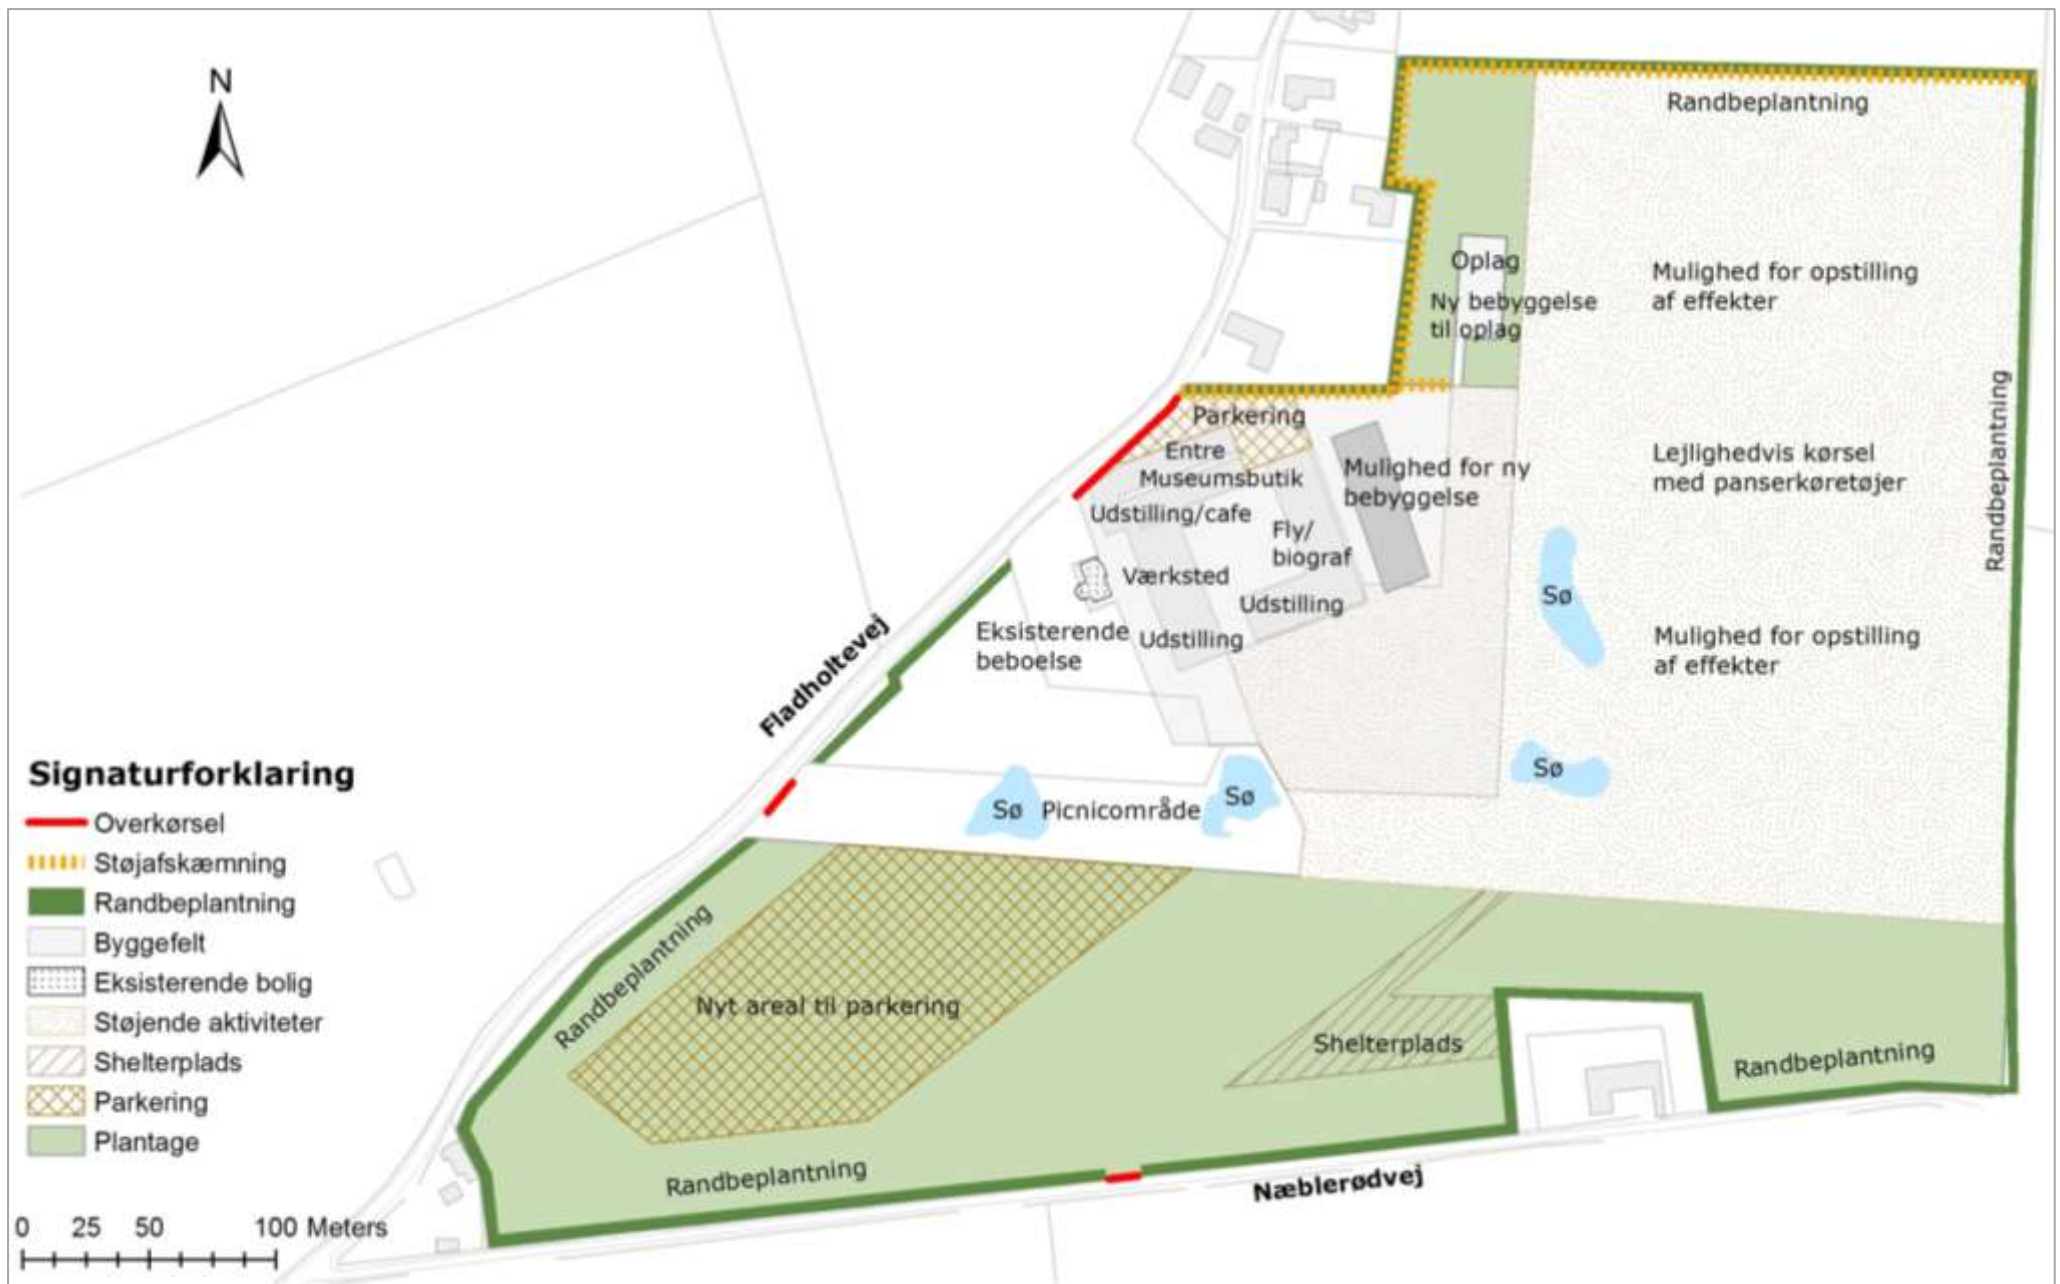 N
Randbeplantning
Oplag
Ny bebyggelse
til oplag
Mulighed for opstilling
af effekter
Randbeplantning
Parkering
Entre
Museumsbutik
Udstilling/cafe
Fly/
biograf
Mulighed for ny
bebyggelse
Lejlighedvis kørsel
med panserkøretøjer
Værksted
Udstilling
Udstilling
Eksisterende
beboelse
Sø
Mulighed for opstilling
af effekter
Fladholtevej
Sø
Picnicområde
Sø
Sø
Randbeplantning
Nyt areal til parkering
Shelterplads
Randbeplantning
Randbeplantning
Næblerødvej
Signaturforklaring
Overkørsel
Støjafskæmning
Randbeplantning
Byggefelt
Eksisterende bolig
Støjende aktiviteter
Shelterplads
Parkering
Plantage
0 25 50 100 Meters